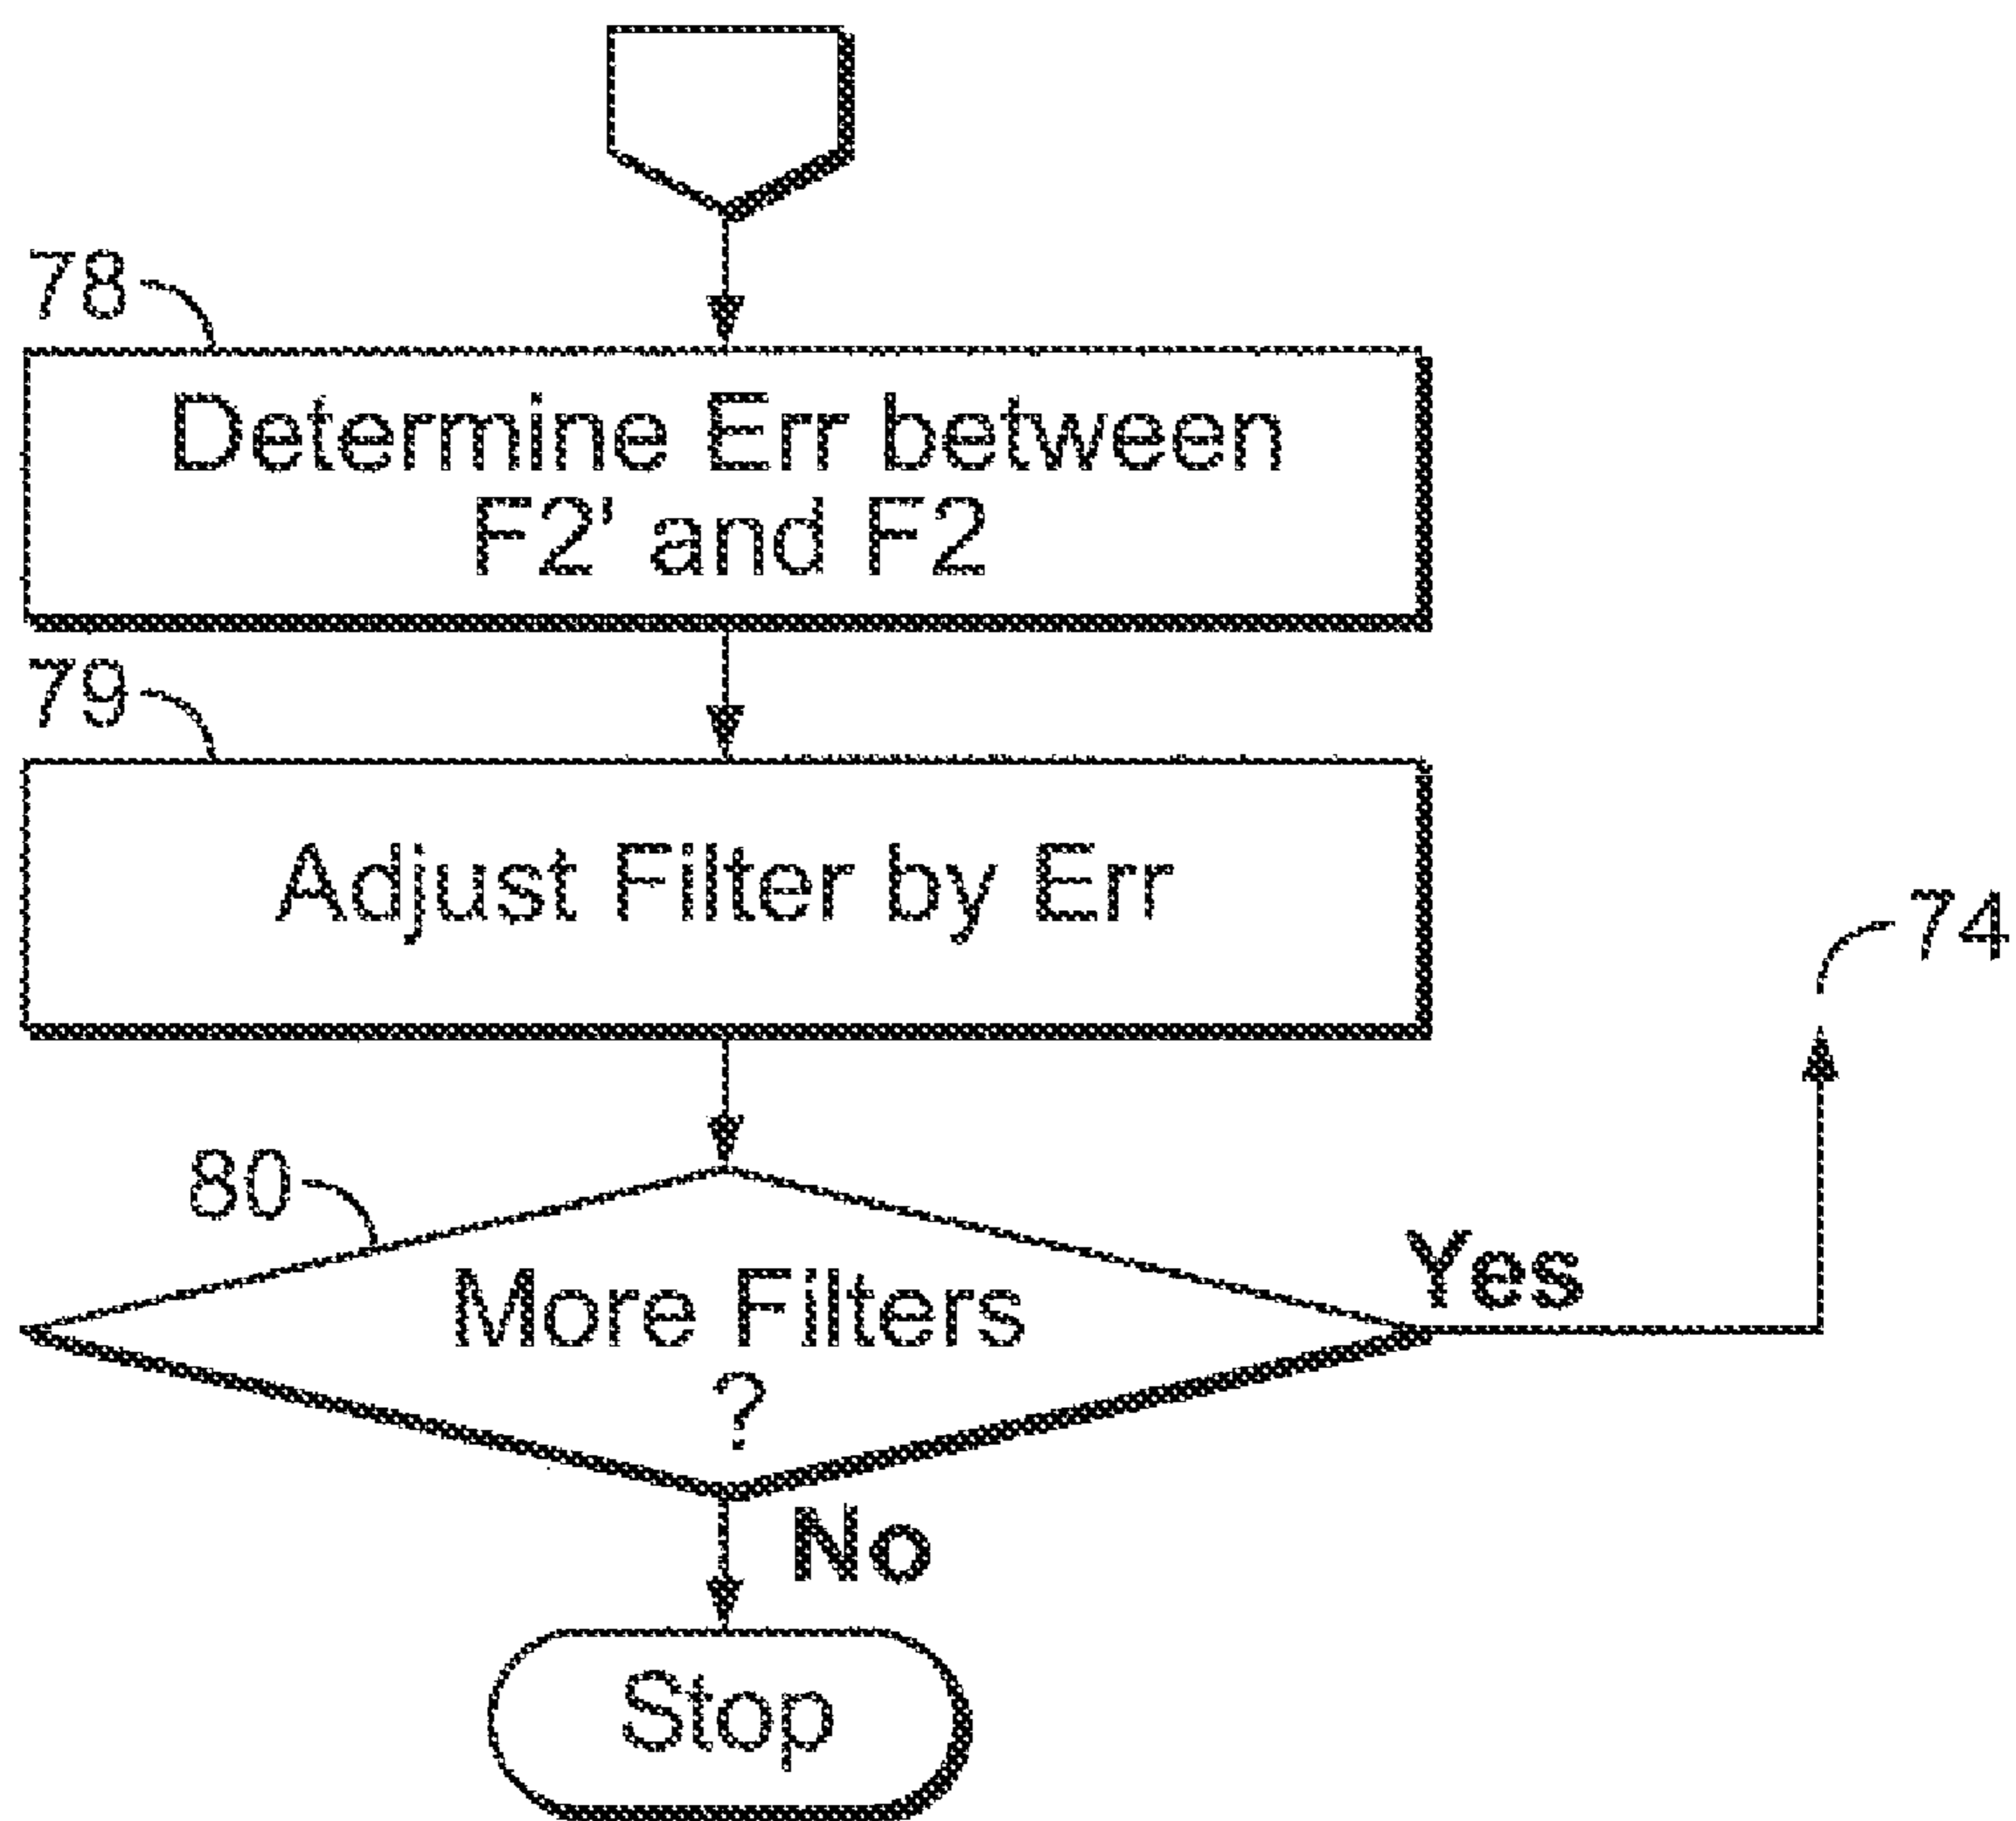 78
Determine Err between
F2' and F2
79
Adjust Filter by Err
74
80
More Filters
?
Yes
No
Stop